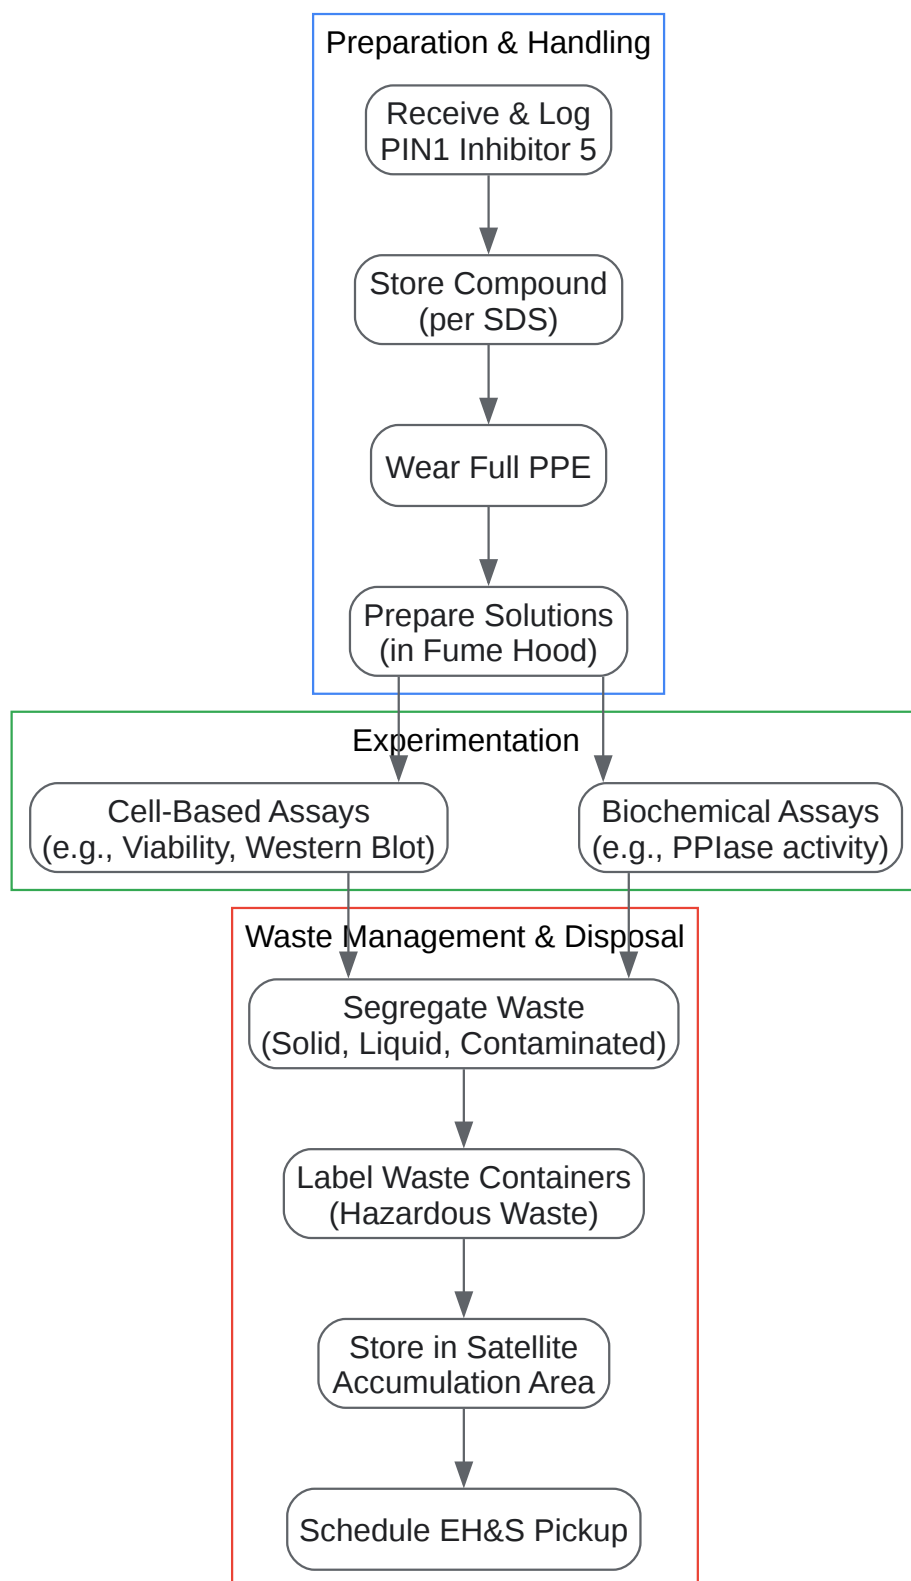 Preparation & Handling
Receive & Log
PIN1 Inhibitor 5
Store Compound
(per SDS)
Wear Full PPE
Prepare Solutions
(in Fume Hood)
Experimentation
Cell-Based Assays
(e.g., Viability, Western Blot)
Biochemical Assays
(e.g., PPIase activity)
Waste Management & Disposal
Segregate Waste
(Solid, Liquid, Contaminated)
Label Waste Containers
(Hazardous Waste)
Store in Satellite
Accumulation Area
Schedule EH&S Pickup